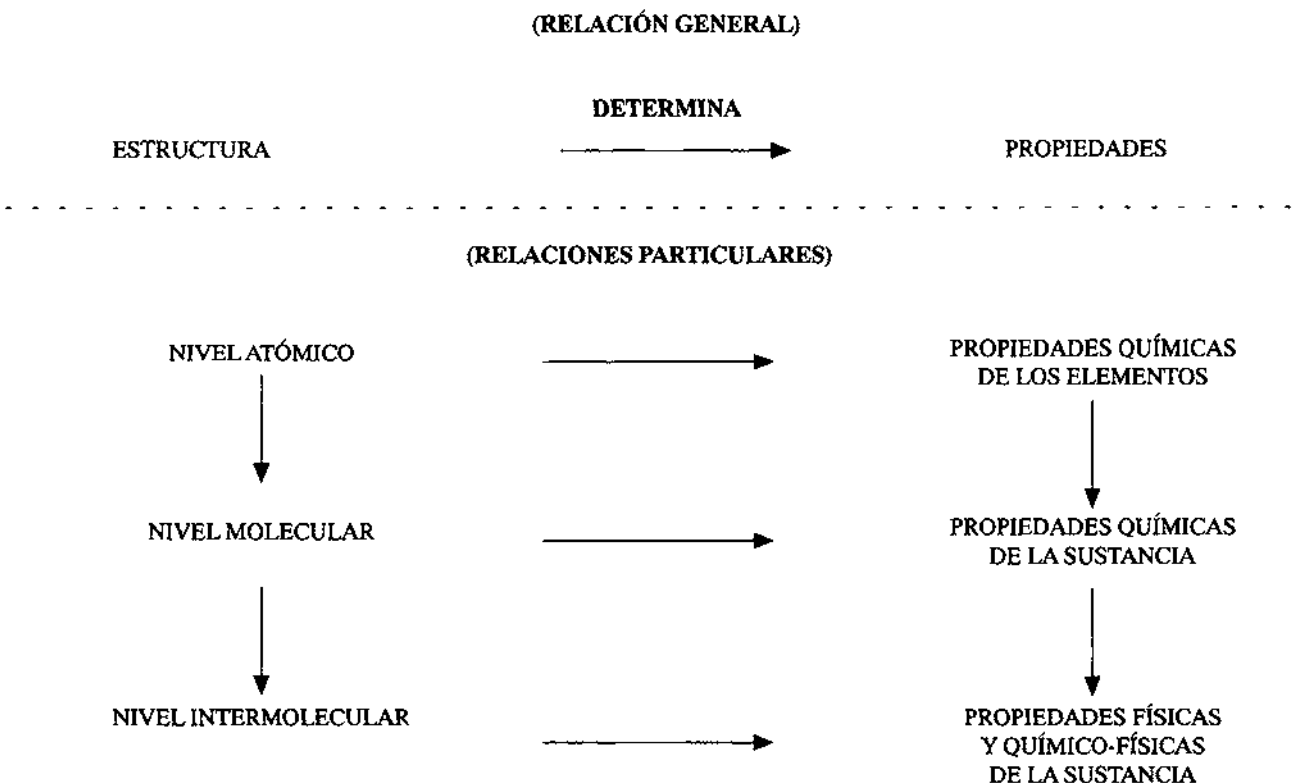 (RELACIÓN GENERAL)
DETERMINA
ESTRUCTURA
PROPIEDADES
(RELACIONES PARTICULARES)
NIVEL ATÓMICO
PROPIEDADES QUÍMICAS
DE LOS ELEMENTOS
NIVEL MOLECULAR
PROPIEDADES QUÍMICAS
DE LA SUSTANCIA
NIVEL INTERMOLECULAR
PROPIEDADES FÍSICAS
Y QUÍMICO-FÍSICAS
DE LA SUSTANCIA